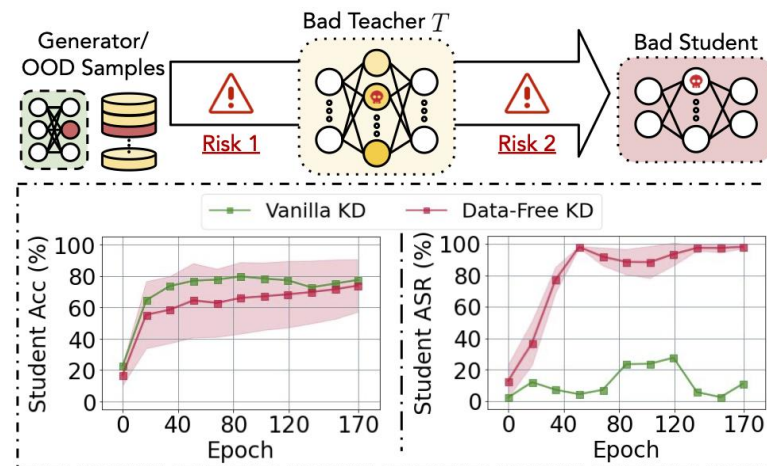 Generator/
OOD Samples
Bad Teacher T
Bad Student
Risk 1
Risk 2
Vanilla KD
Data-Free KD
Student Acc (%)
100
80
60
40
20
0
0 40 80 120 170
Epoch
Student ASR (%)
100
80
60
40
20
0
0 40 80 120 170
Epoch